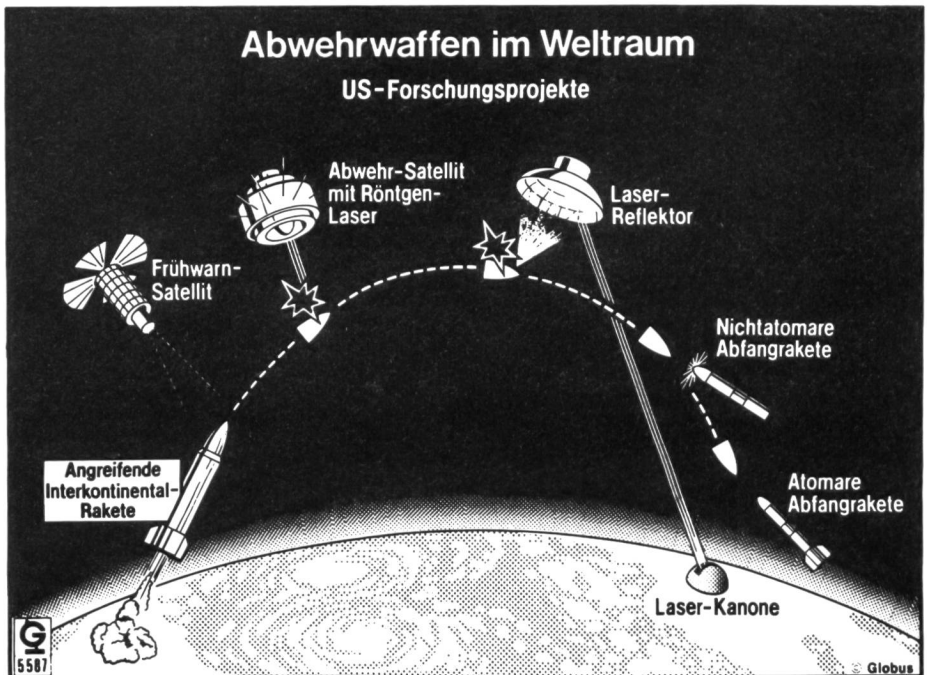 Abwehrwaffen im Weltraum
US-Forschungsprojekte
Abwehr-Satellit
mit Röntgen-
Laser
Laser-
Reflektor
Frühwarn-
Satellit
Nichtatomare
Abfangrakete
Angreifende
Interkontinental-
Rakete
Atomare
Abfangrakete
Laser-Kanone
G
5587
© Globus